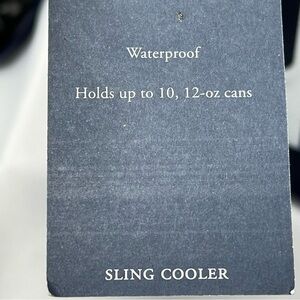 Waterproof
Holds up to 10, 12-oz cans
SLING COOLER